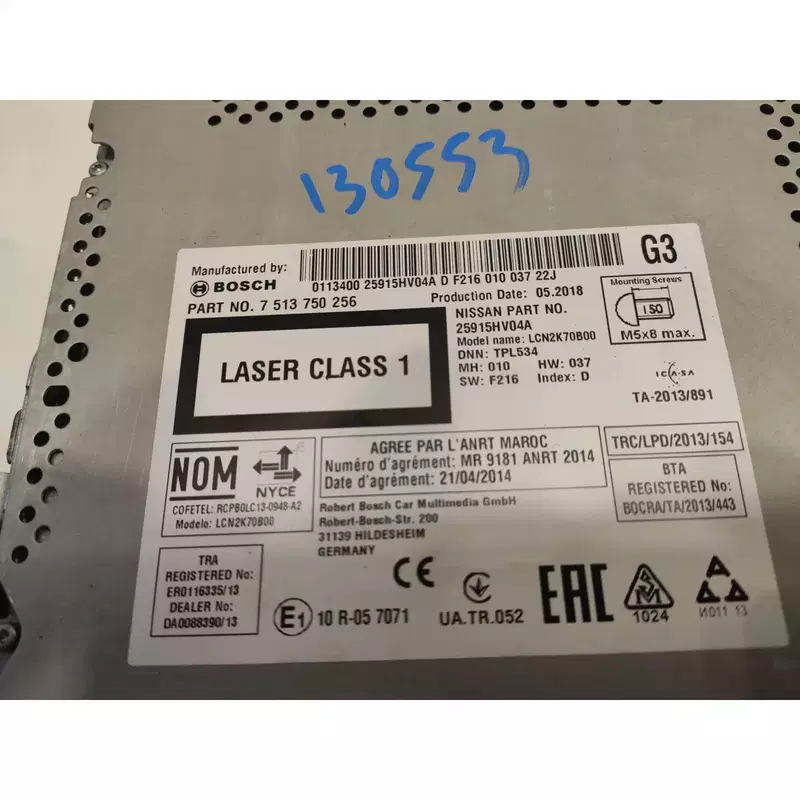 130553
Manufactured by:
BOSCH
0113400 25915HV04A D F216 010 037 22J
G3
PART NO. 7 513 750 256
Production Date: 05.2018
LASER CLASS 1
NISSAN PART NO.
25915HV04A
Model name: LCN2K70B00
DNN: TPL534
MH: 010 HW: 037
SW: F216 Index: D
Mounting Screws
ISO
M5x8 max.
ICASA
TA-2013/891
NOM
NYCE
COFETEL: RCPBOLC13-0948-A2
Modelo: LCN2K70B00
AGREE PAR L'ANRT MAROC
Numéro d'agrément: MR 9181 ANRT 2014
Date d'agrément: 21/04/2014
TRC/LPD/2013/154
BTA
REGISTERED No:
BOCRA/TA/2013/443
Robert Bosch Car Multimedia GmbH
Robert-Bosch-Str. 200
31139 HILDESHEIM
GERMANY
TRA
REGISTERED No:
ER0116335/13
DEALER No:
DA0088390/13
CE
E1 10 R-05 7071
UA.TR.052
EAC
1024
И011 13